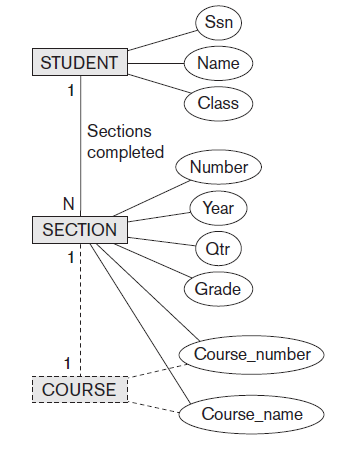 Ssn
STUDENT
Name
1
Class
Sections
completed
Number
N
Year
SECTION
Qtr
1
Grade
Course_number
1
COURSE
Course_name